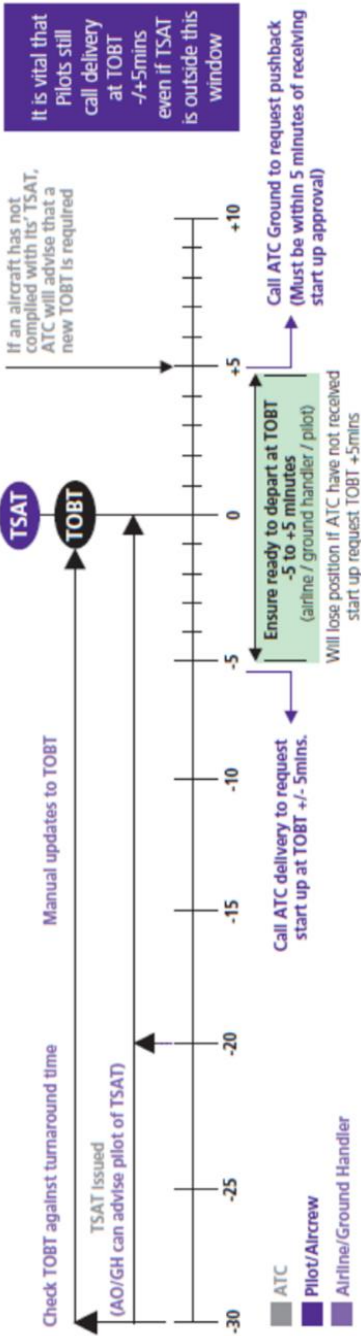 Check TOBT against turnaround time
Manual updates to TOBT
TSAT
TOBT
If an aircraft has not
complied with its' TSAT,
ATC will advise that a
new TOBT is required
It is vital that
Pilots still
call delivery
at TOBT
-/+5mins
even if TSAT
is outside this
window
TSAT issued
(AO/GH can advise pilot of TSAT)
-30
-25
-20
-15
-10
-5
0
+5
+10
ATC
Pilot/Aircrew
Airline/Ground Handler
Call ATC delivery to request
start up at TOBT +/- 5mins.
Ensure ready to depart at TOBT
-5 to +5 minutes
(airline / ground handler / pilot)
Will lose position if ATC have not received
start up request TOBT +5mins
Call ATC Ground to request pushback
(Must be within 5 minutes of receiving
start up approval)